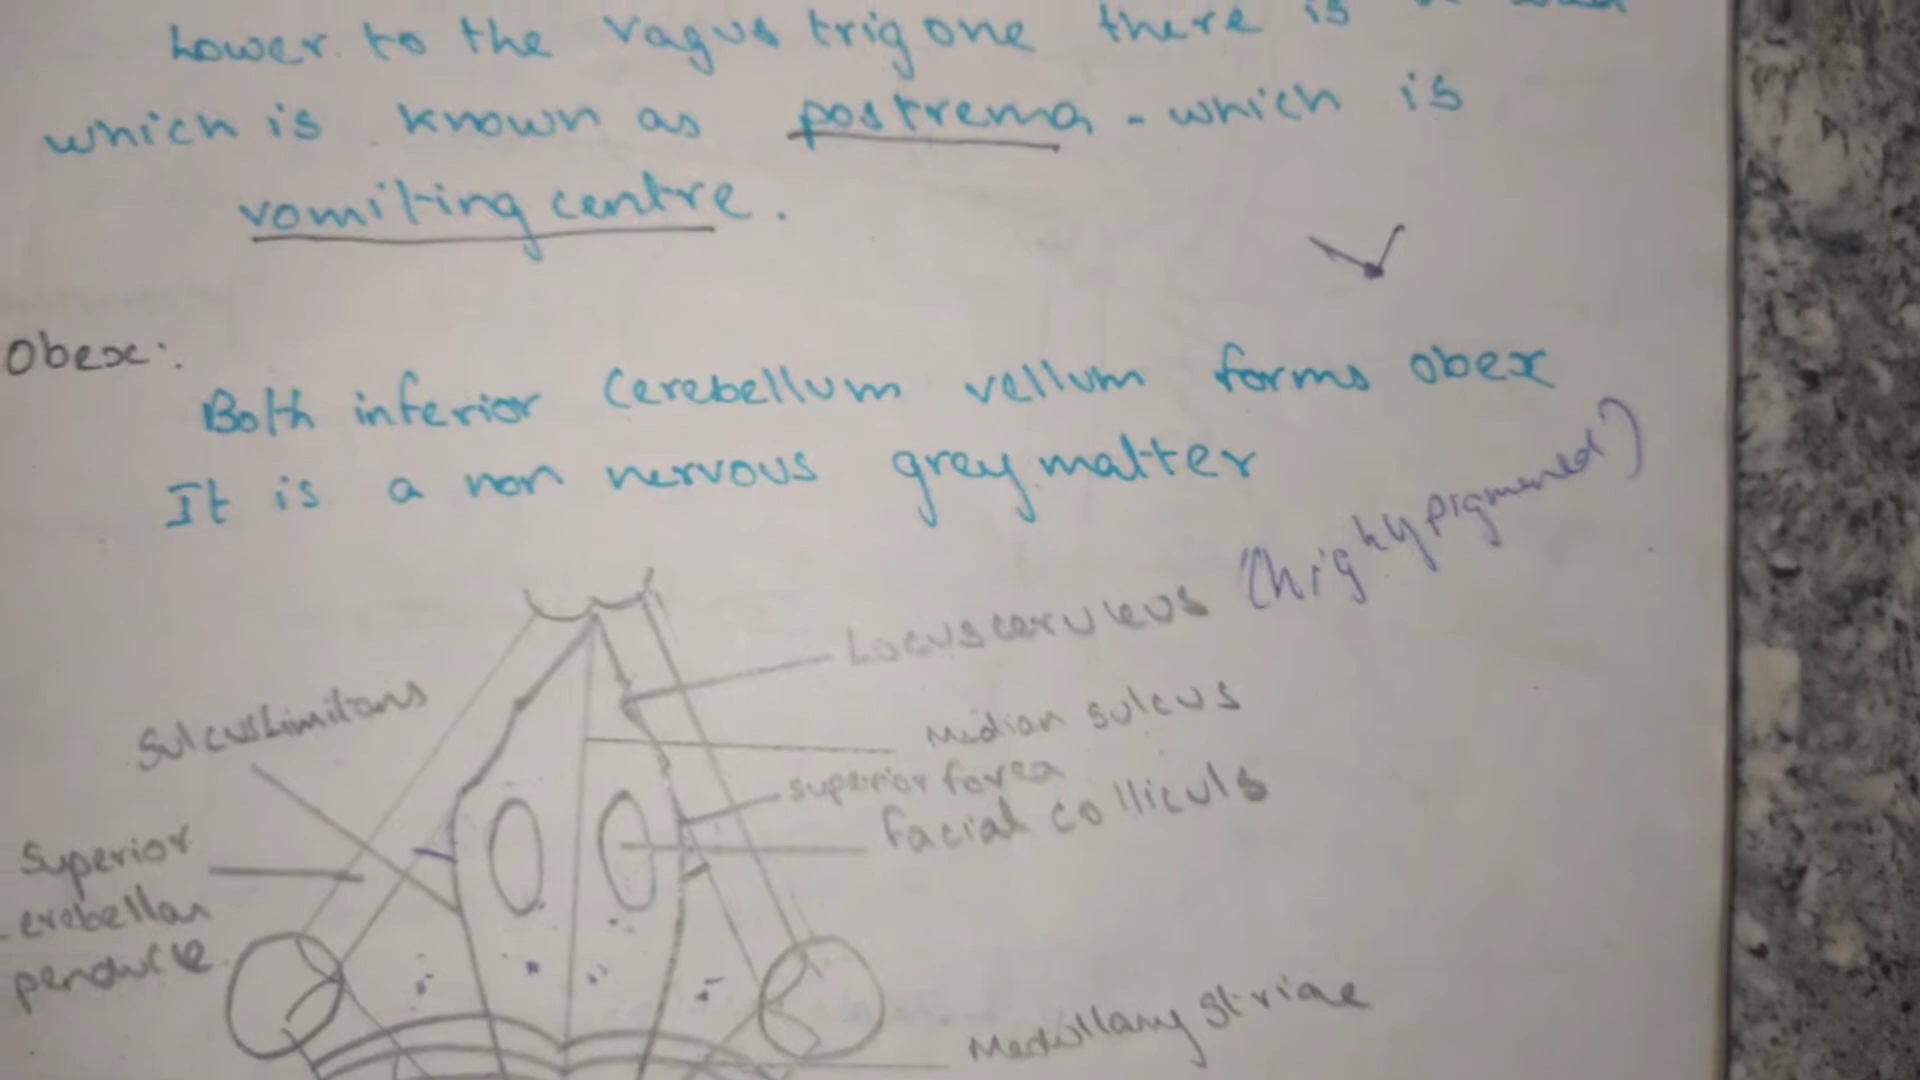 Lower to the vagus trigone there is
which is known as postrema - which is
vomiting centre.
Obex:
Both inferior Cerebellum vellum forms obex
It is a non nervous grey matter
(highly pigmented)
Locus ceruleus
Sulcus limitans
Median sulcus
superior fovea
facial colliculs
Superior
cerebellar
peduncle
Medullary striae